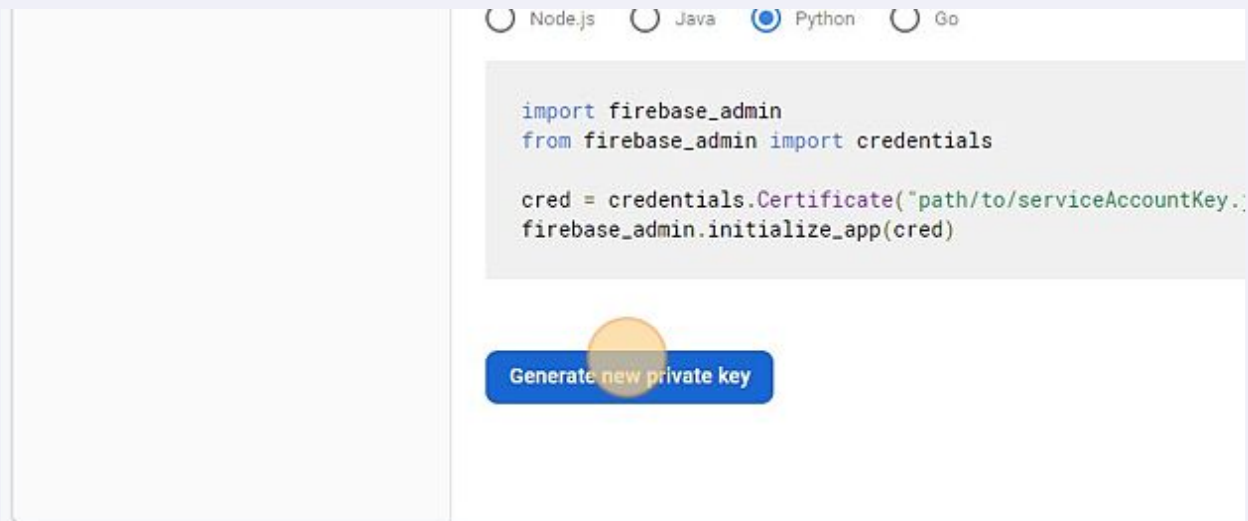 Node.js Java Python Go
import firebase_admin
from firebase_admin import credentials
cred = credentials.Certificate("path/to/serviceAccountKey.j
firebase_admin.initialize_app(cred)
Generate new private key